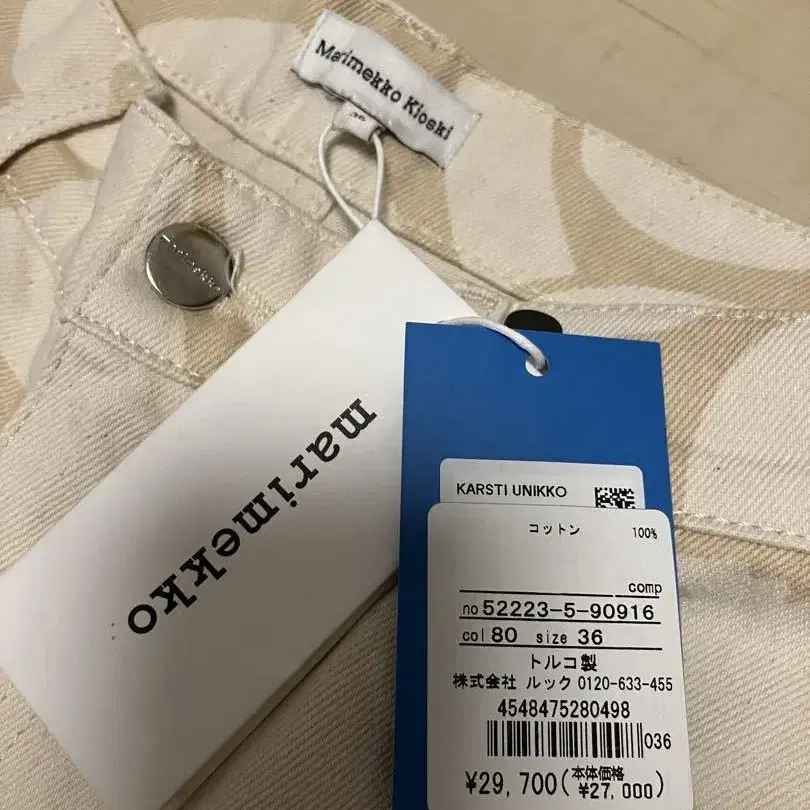 Marimekko Kioski
36
marimekko
KARSTI UNIKKO
コットン 100%
comp
no 52223-5-90916
col 80 size 36
トルコ製
株式会社 ルック 0120-633-455
4548475280498
036
¥29,700(本体価格 ¥27,000)